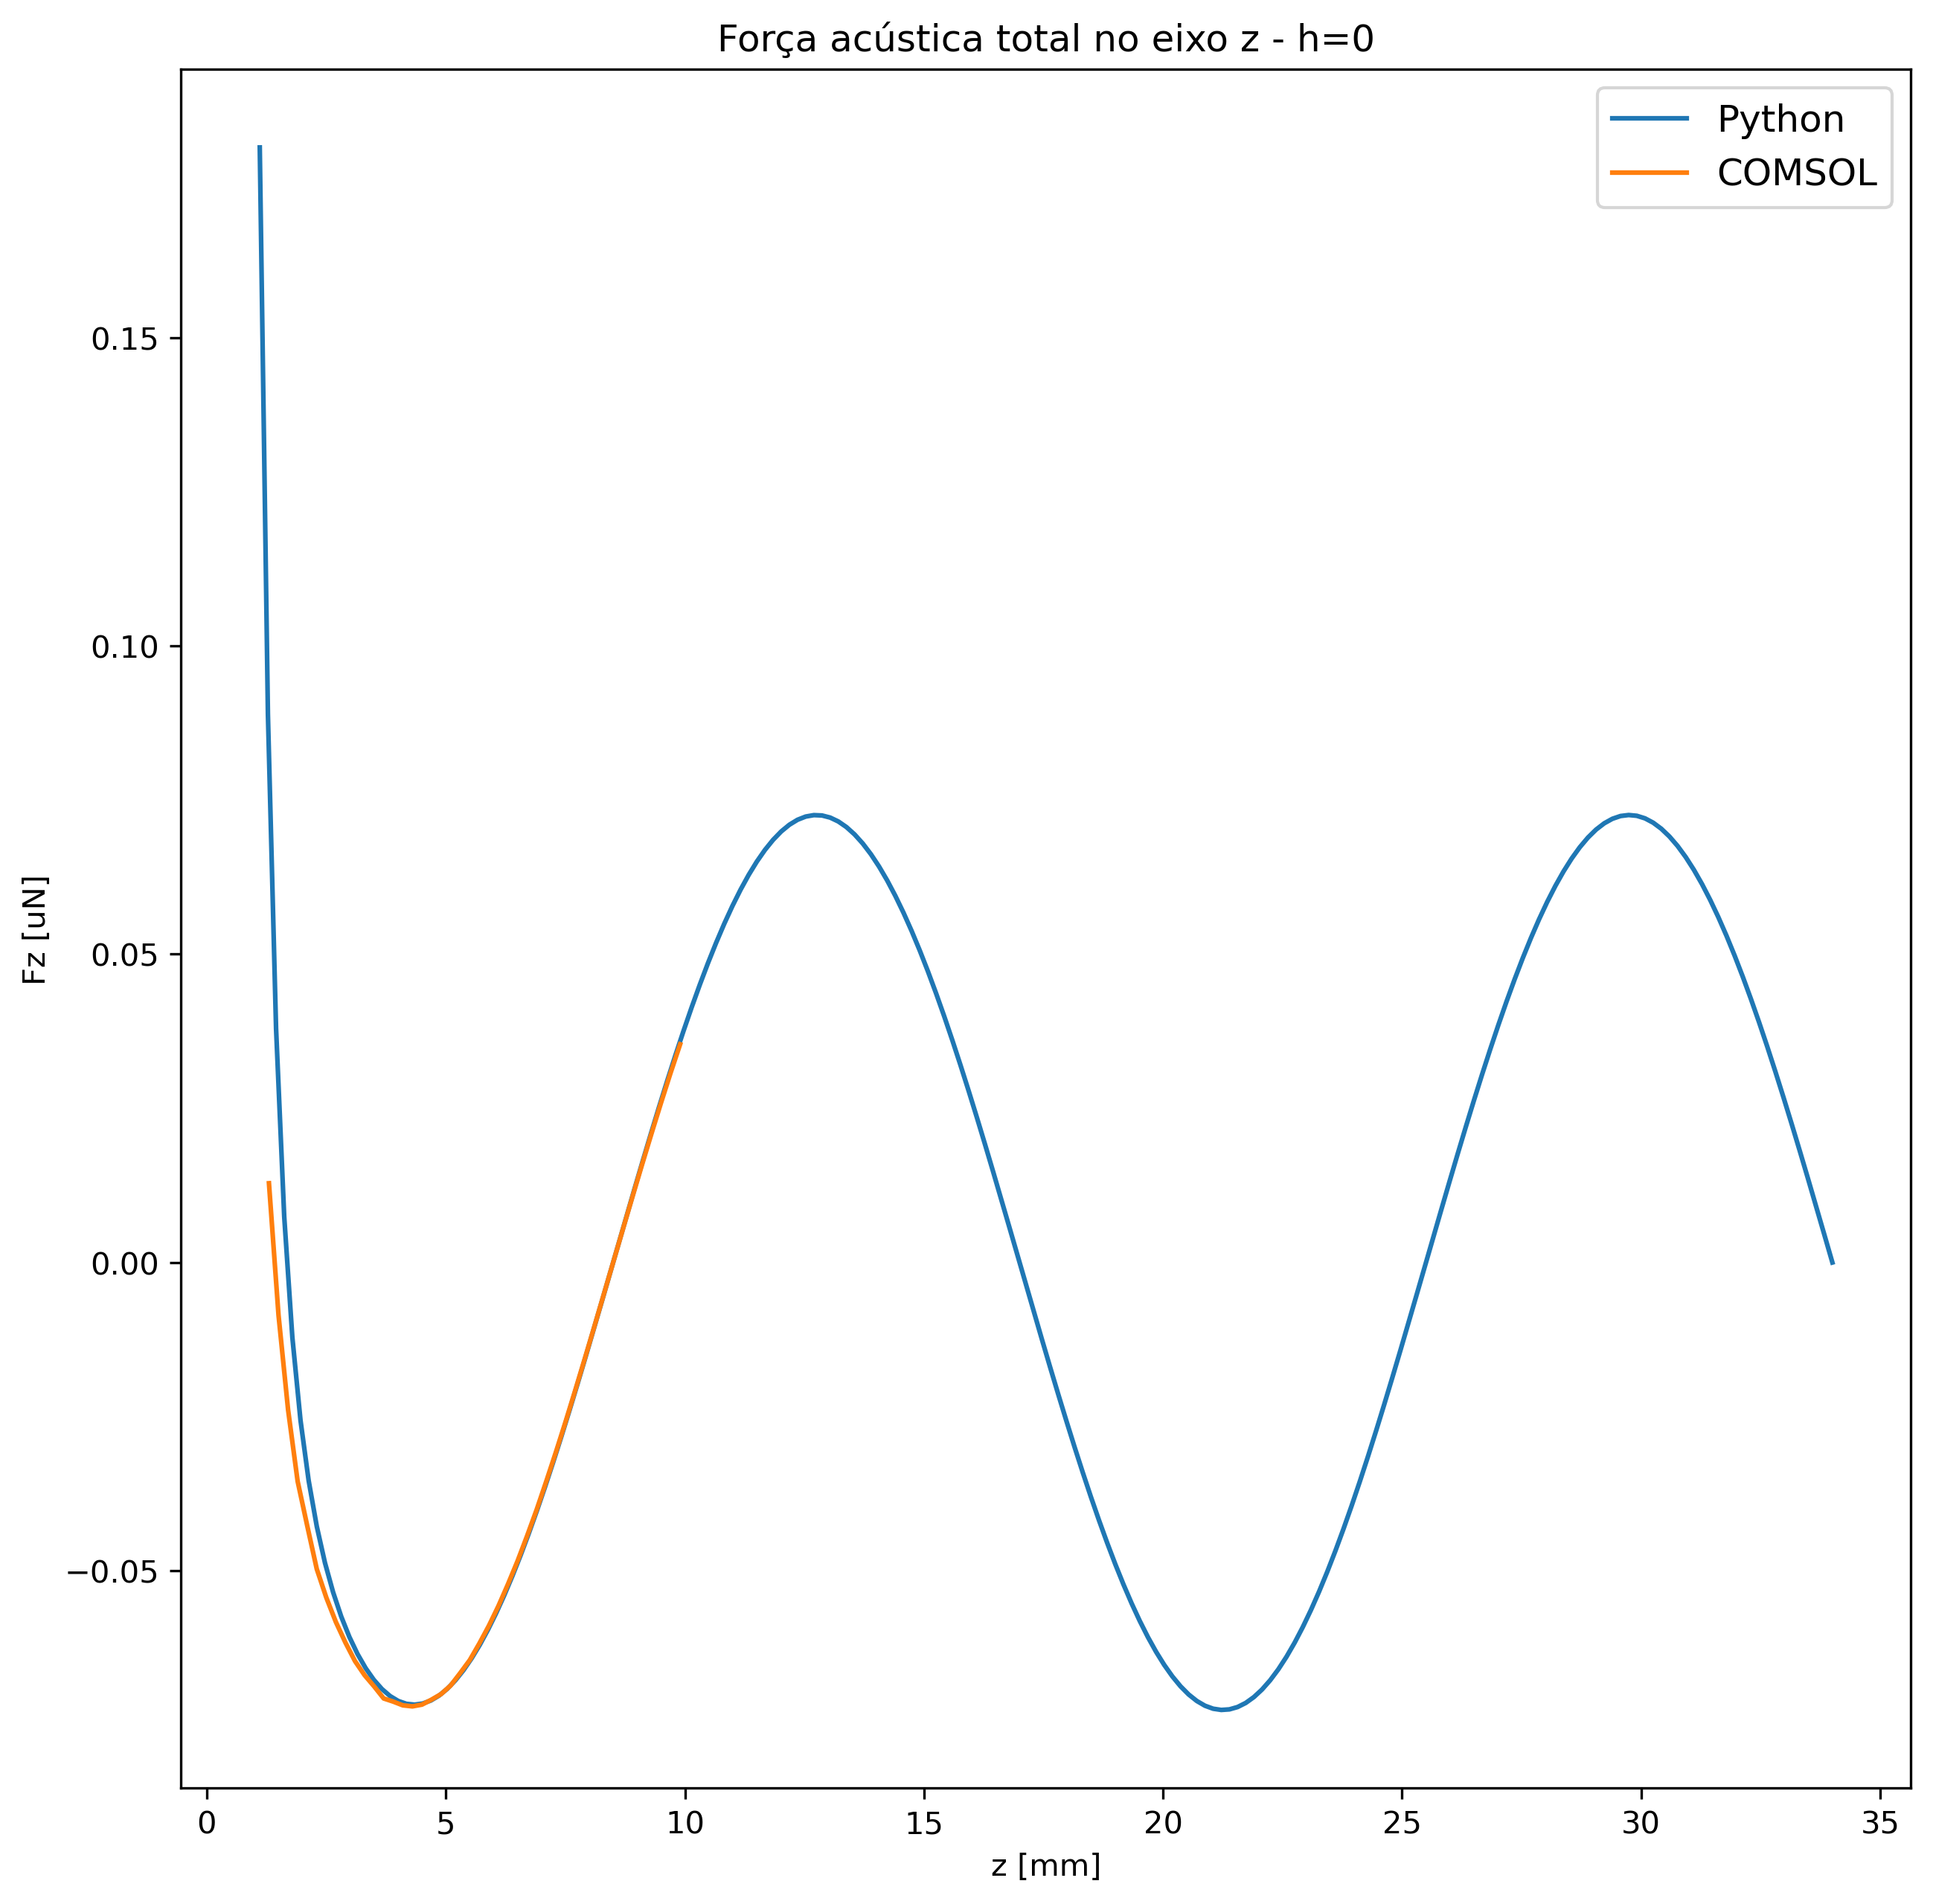 Força acústica total no eixo z - h=0
Python
COMSOL
0.15
0.10
0.05
0.00
−0.05
Fz [uN]
0 5 10 15 20 25 30 35
z [mm]